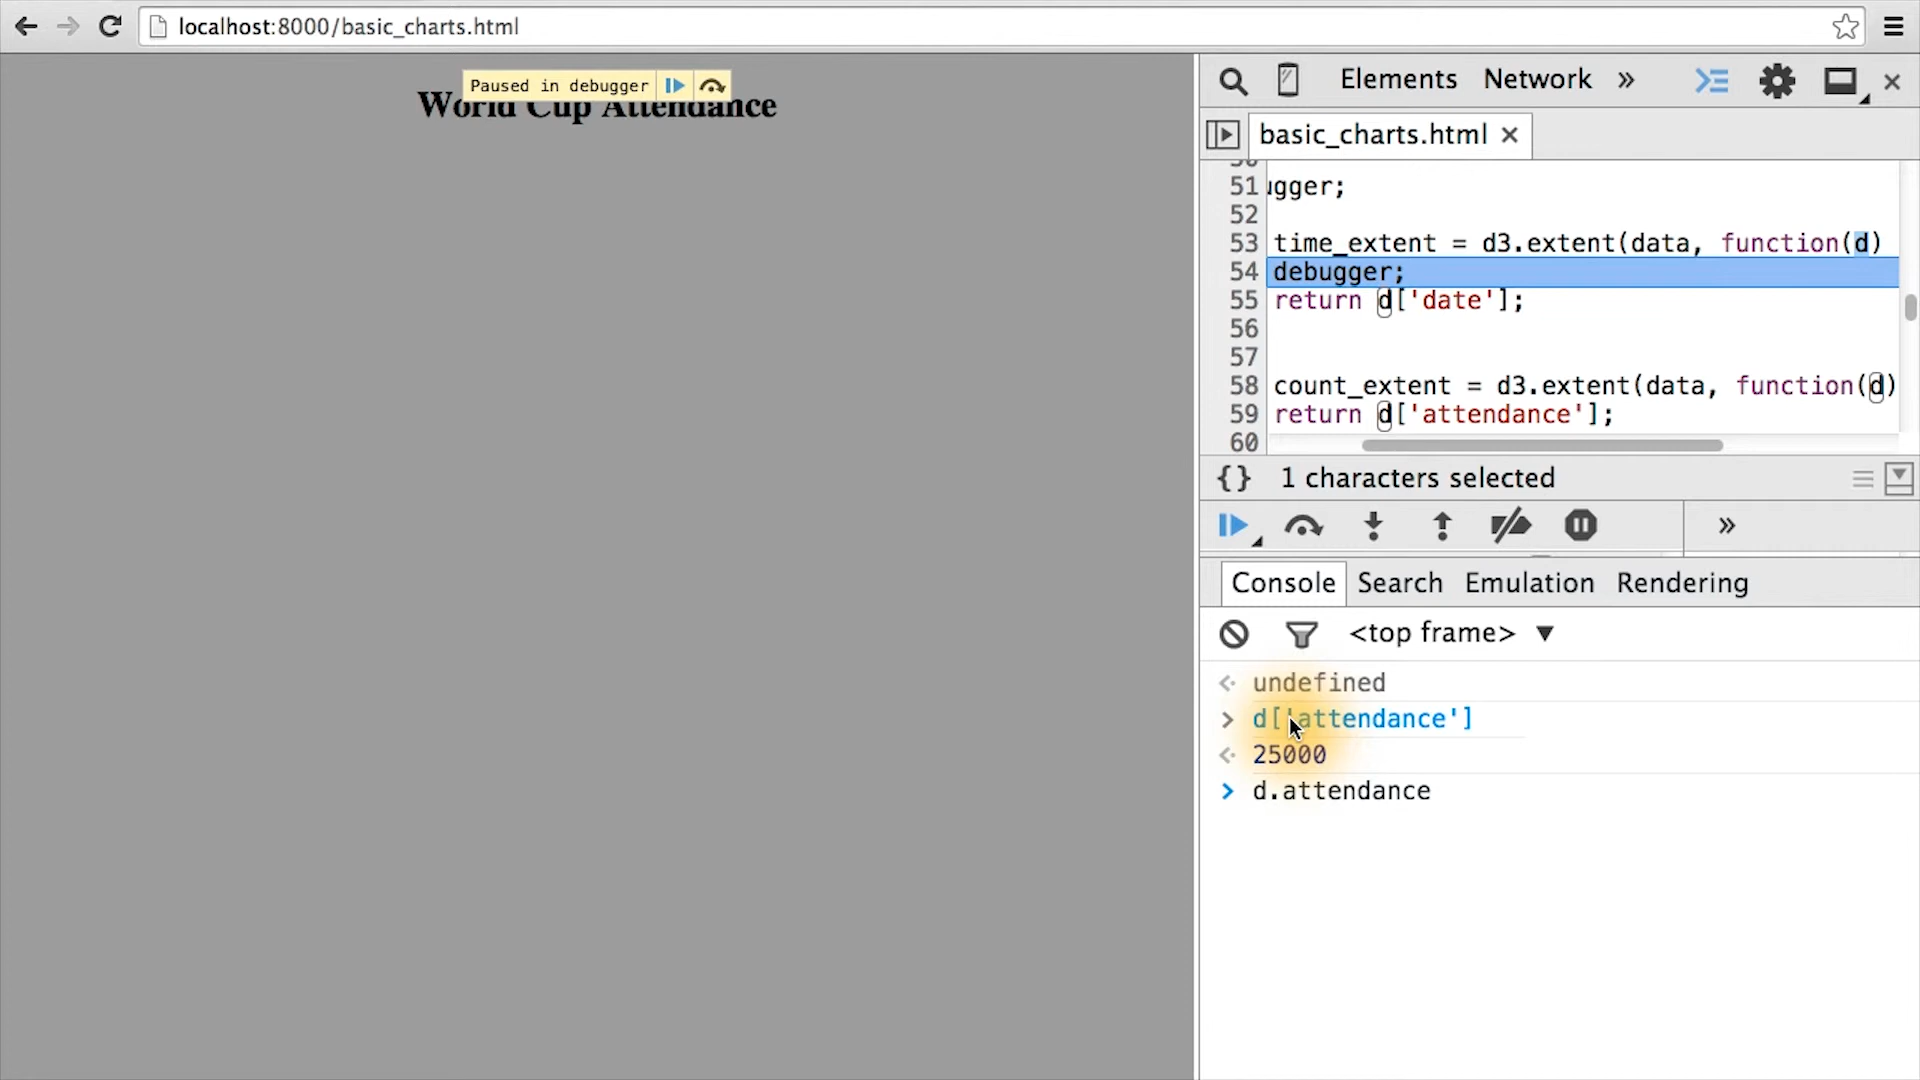 localhost:8000/basic_charts.html
Paused in debugger
World Cup Attendance
Elements Network »
basic_charts.html ×
50
51 ugger;
52
53 time_extent = d3.extent(data, function(d)
54 debugger;
55 return d['date'];
56
57
58 count_extent = d3.extent(data, function(d)
59 return d['attendance'];
60
{} 1 characters selected
»
Console Search Emulation Rendering
<top frame> ▼
undefined
> d['attendance']
25000
> d.attendance